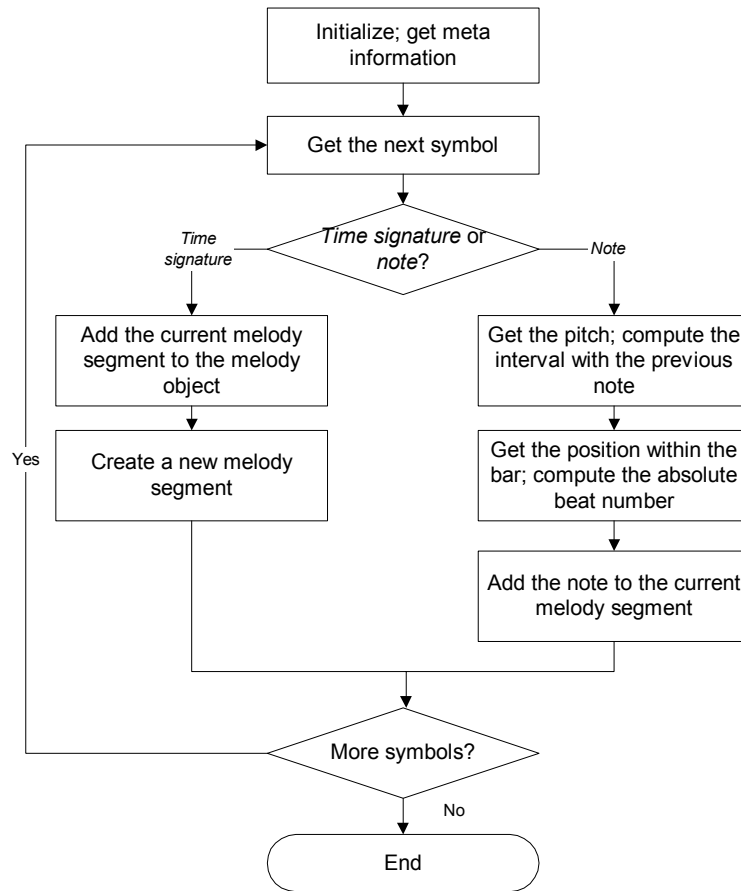 Initialize; get meta
information
Get the next symbol
Time signature or
note?
Time
signature
Note
Add the current melody
segment to the melody
object
Get the pitch; compute the
interval with the previous
note
Yes
Create a new melody
segment
Get the position within the
bar; compute the absolute
beat number
Add the note to the current
melody segment
More symbols?
No
End